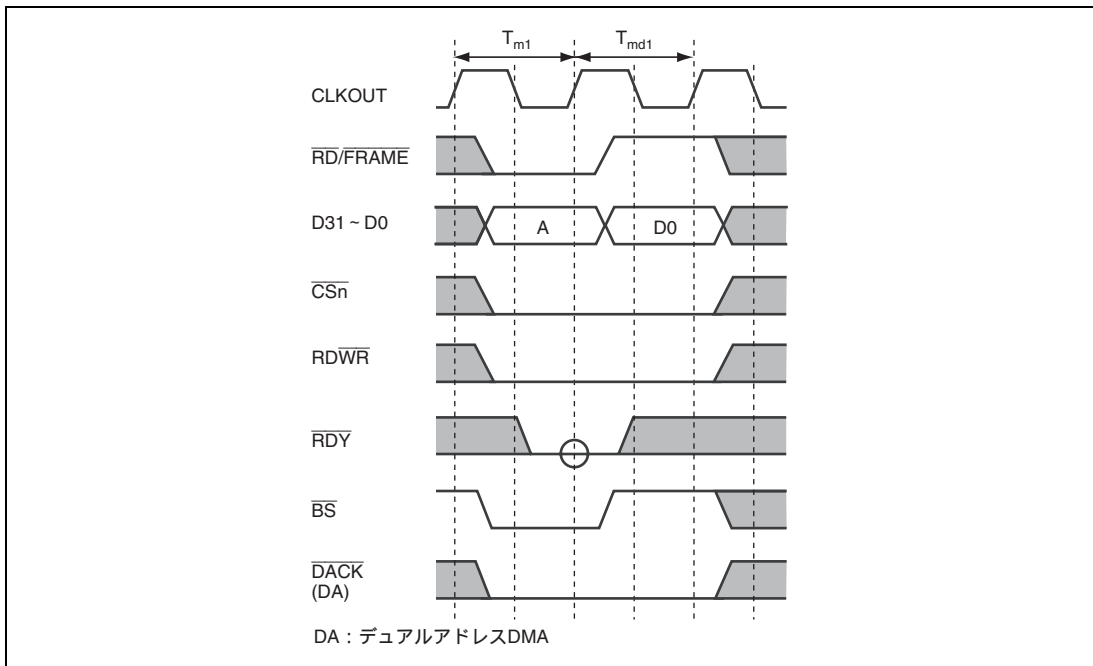 Tm1 Tmd1
CLKOUT
RD/FRAME
D31 ~ D0
A D0
CSn
RDWR
RDY
BS
DACK
(DA)
DA : デュアルアドレスDMA